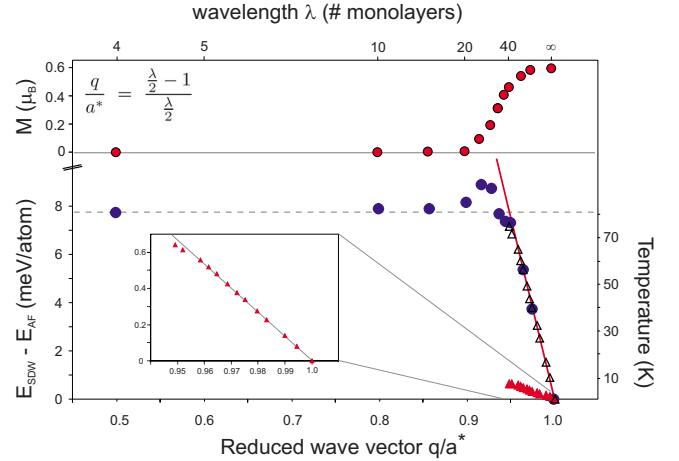 wavelength λ (# monolayers)
4 5 10 20 40 ∞
M (μB)
0.6
0.4
0.2
0
q/a* = (λ/2 − 1)/(λ/2)
E_SDW - E_AF (meV/atom)
8
6
4
2
0
Temperature (K)
70
50
30
10
0.6
0.4
0.2
0
0.95 0.96 0.97 0.98 0.99 1.0
0.5 0.6 0.7 0.8 0.9 1.0
Reduced wave vector q/a*